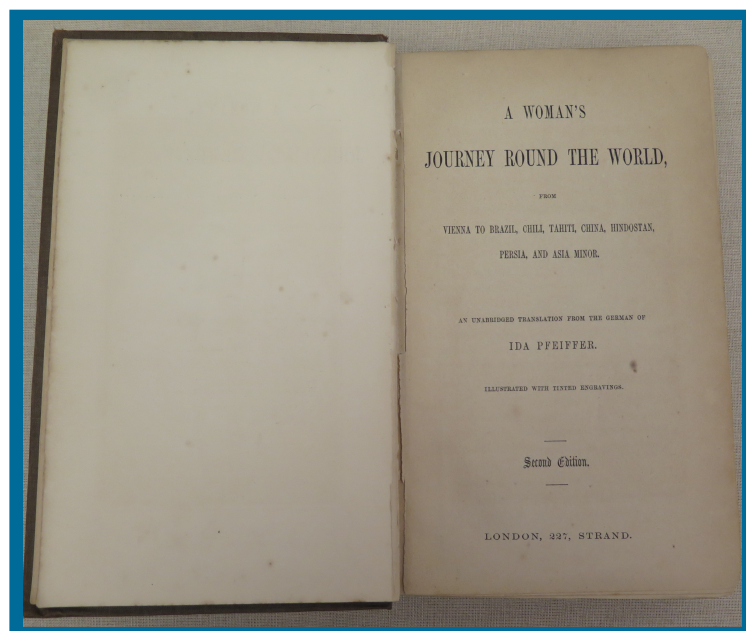 A WOMAN'S
JOURNEY ROUND THE WORLD,
FROM
VIENNA TO BRAZIL, CHILI, TAHITI, CHINA, HINDOSTAN,
PERSIA, AND ASIA MINOR.
AN UNABRIDGED TRANSLATION FROM THE GERMAN OF
IDA PFEIFFER.
ILLUSTRATED WITH TINTED ENGRAVINGS.
Second Edition.
LONDON, 227, STRAND.